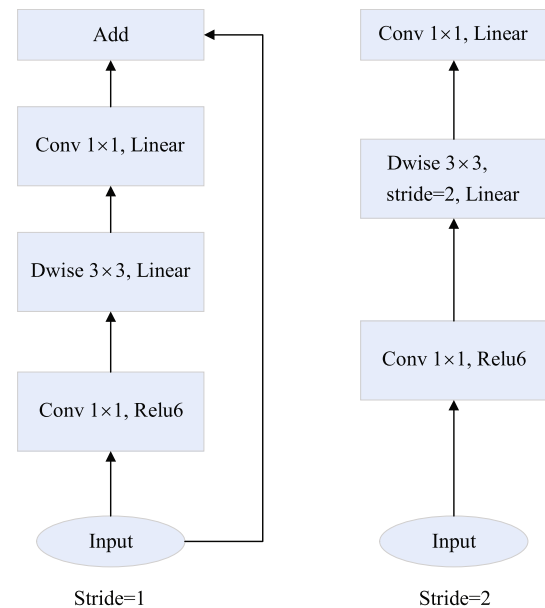 Add
Conv 1×1, Linear
Dwise 3×3, Linear
Conv 1×1, Relu6
Input
Stride=1
Conv 1×1, Linear
Dwise 3×3,
stride=2, Linear
Conv 1×1, Relu6
Input
Stride=2